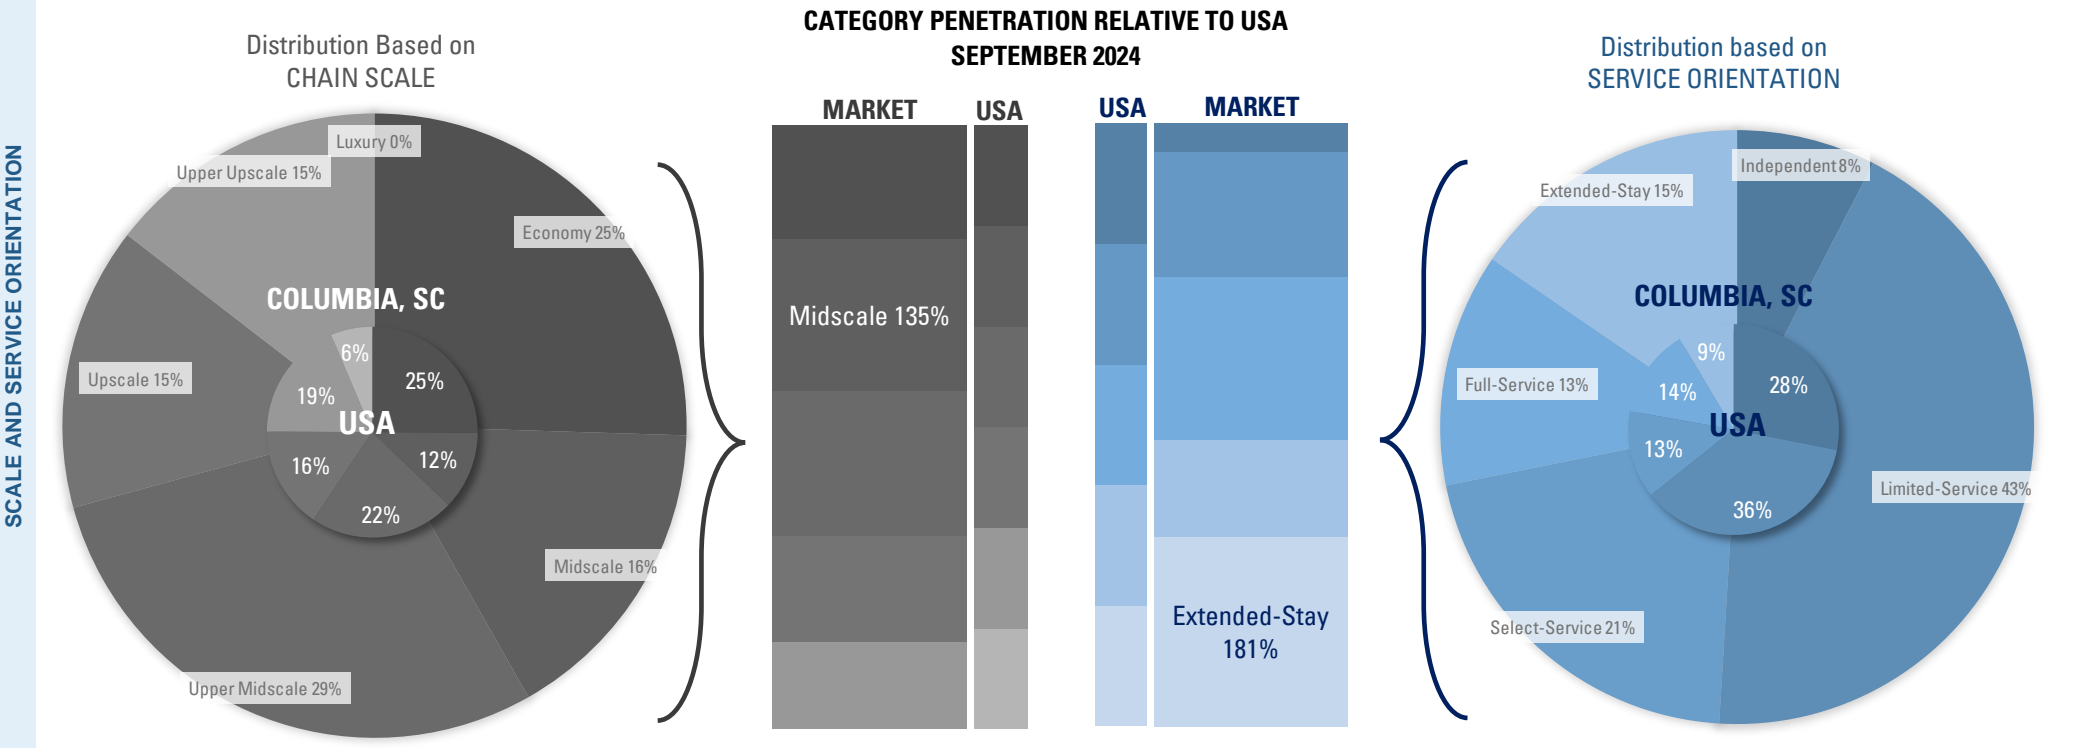 SCALE AND SERVICE ORIENTATION
Distribution Based on
CHAIN SCALE
Luxury 0%
Upper Upscale 15%
Economy 25%
COLUMBIA, SC
6%
25%
Upscale 15%
19%
USA
16%
12%
22%
Midscale 16%
Upper Midscale 29%
CATEGORY PENETRATION RELATIVE TO USA
SEPTEMBER 2024
MARKET
USA
Midscale 135%
USA
MARKET
Extended-Stay
181%
Distribution based on
SERVICE ORIENTATION
Independent 8%
Extended-Stay 15%
COLUMBIA, SC
9%
28%
Full-Service 13%
14%
USA
13%
36%
Limited-Service 43%
Select-Service 21%